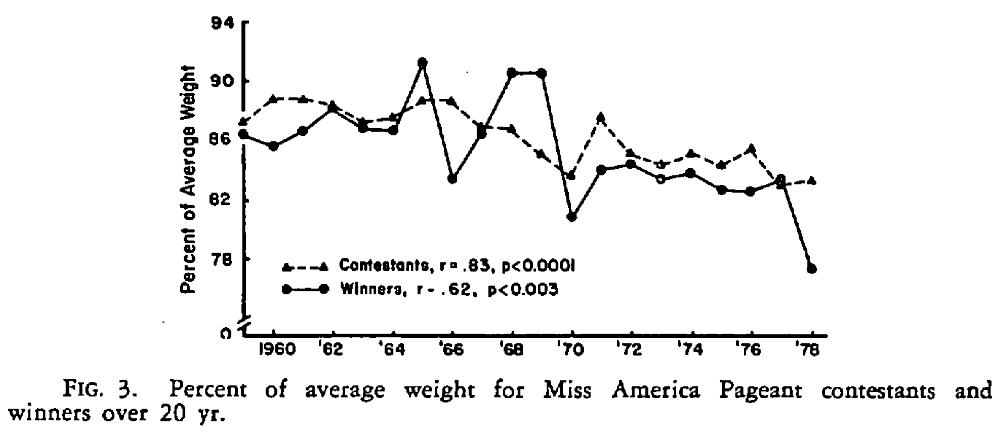 94
90
86
82
78
0
Percent of Average Weight
Contestants, r = .83, p<0.0001
Winners, r - .62, p<0.003
1960 '62 '64 '66 '68 '70 '72 '74 '76 '78
FIG. 3. Percent of average weight for Miss America Pageant contestants and
winners over 20 yr.